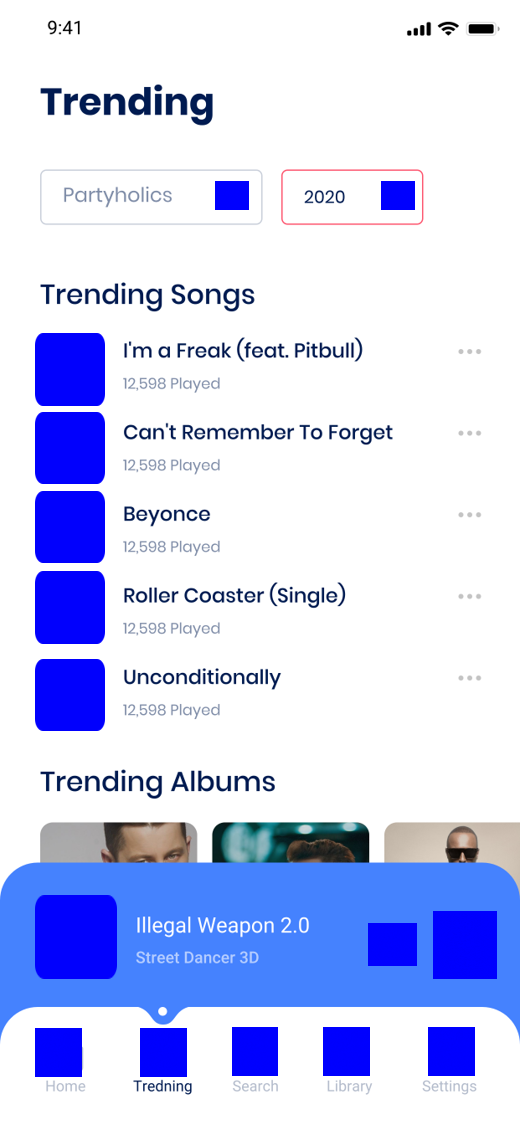 9:41
Trending
Partyholics
2020
Trending Songs
I'm a Freak (feat. Pitbull)
12,598 Played
Can't Remember To Forget
12,598 Played
Beyonce
12,598 Played
Roller Coaster (Single)
12,598 Played
Unconditionally
12,598 Played
Trending Albums
Illegal Weapon 2.0
Street Dancer 3D
Home Tredning Search Library Settings